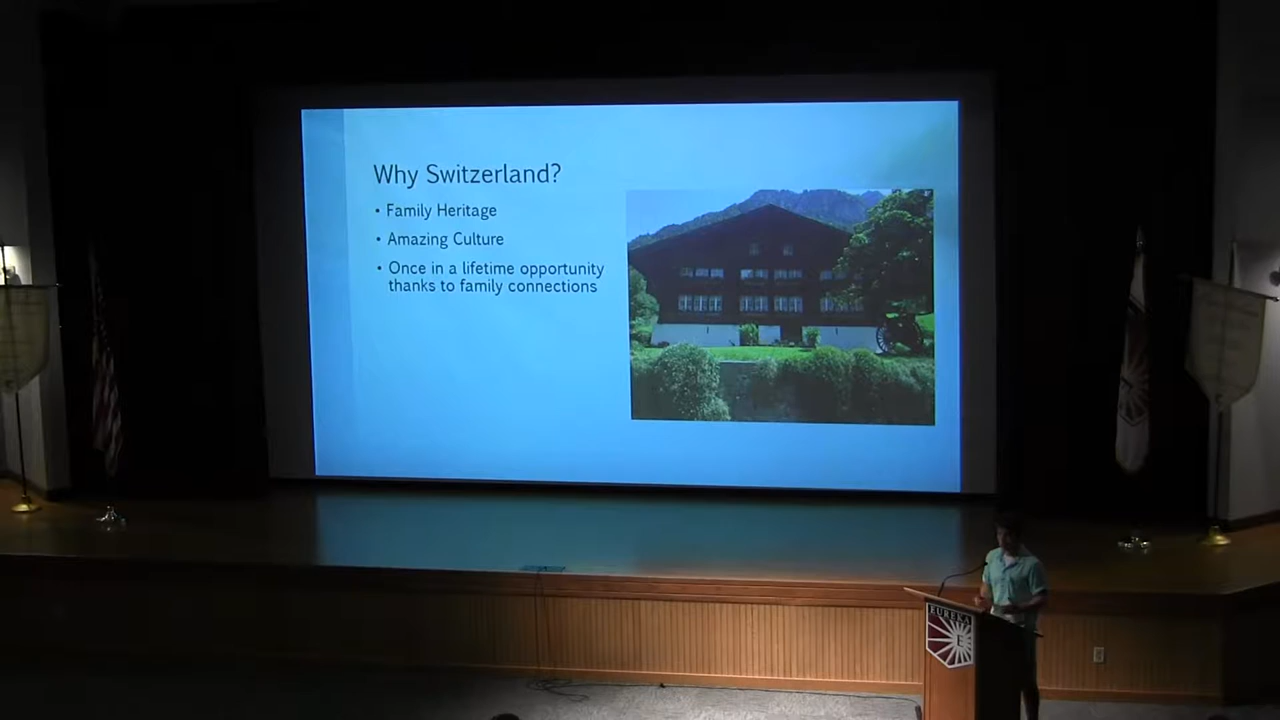 Why Switzerland?
• Family Heritage
• Amazing Culture
• Once in a lifetime opportunity
thanks to family connections
EUREKA
E